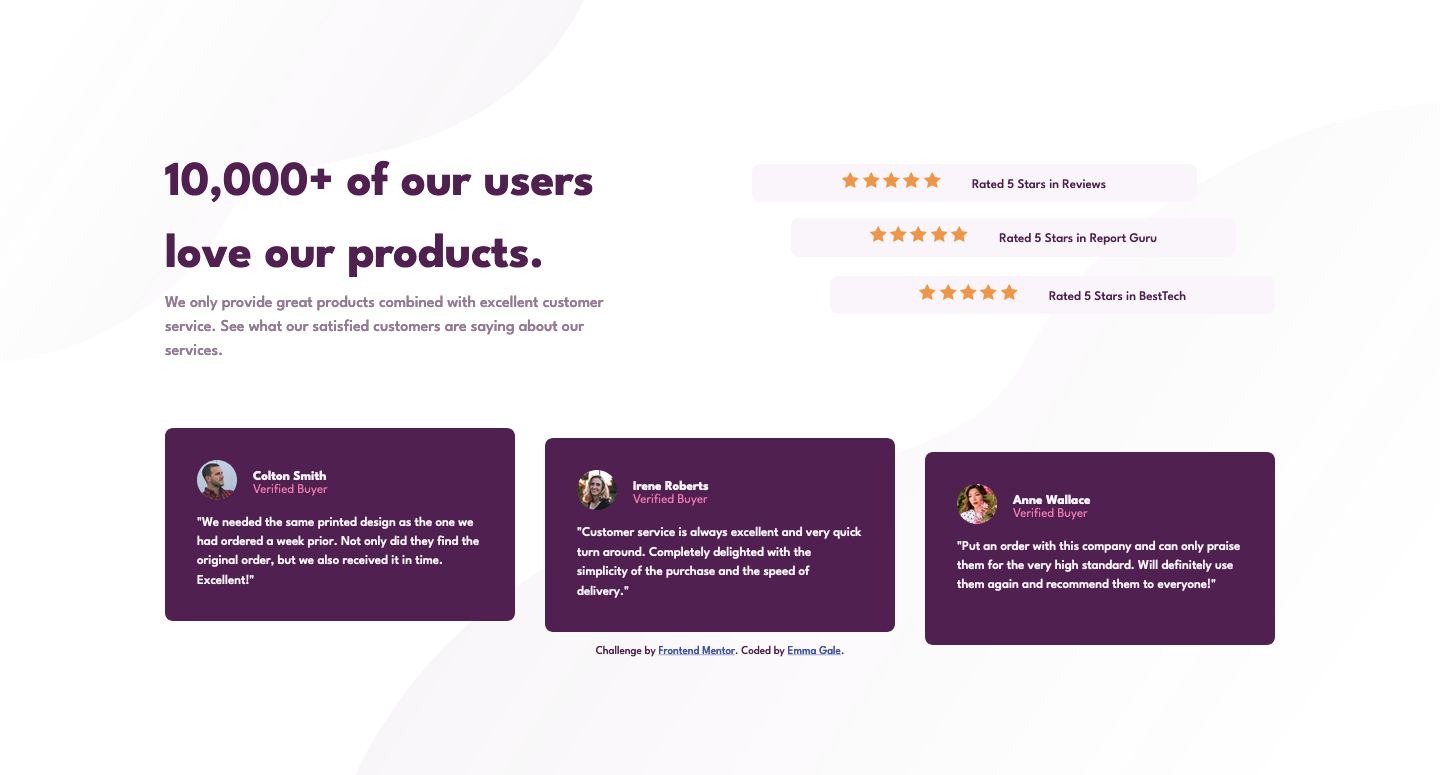 10,000+ of our users
love our products.
We only provide great products combined with excellent customer
service. See what our satisfied customers are saying about our
services.
Rated 5 Stars in Reviews
Rated 5 Stars in Report Guru
Rated 5 Stars in BestTech
Colton Smith
Verified Buyer
"We needed the same printed design as the one we
had ordered a week prior. Not only did they find the
original order, but we also received it in time.
Excellent!"
Irene Roberts
Verified Buyer
"Customer service is always excellent and very quick
turn around. Completely delighted with the
simplicity of the purchase and the speed of
delivery."
Anne Wallace
Verified Buyer
"Put an order with this company and can only praise
them for the very high standard. Will definitely use
them again and recommend them to everyone!"
Challenge by Frontend Mentor. Coded by Emma Gale.